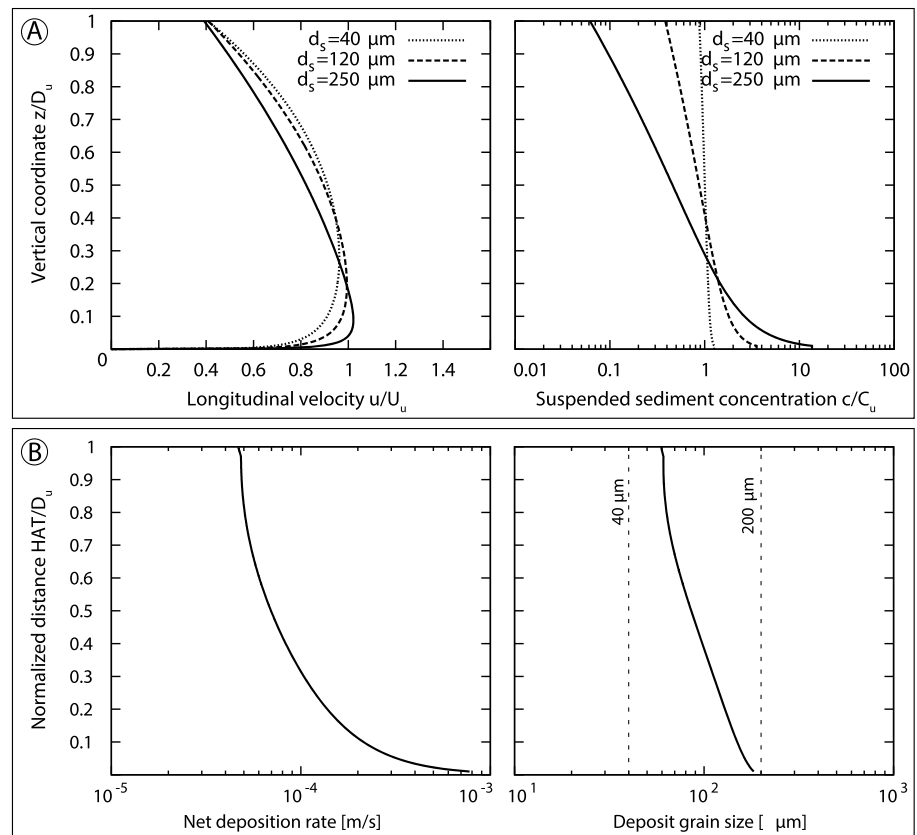 A
d_s=40 μm
d_s=120 μm
d_s=250 μm
Vertical coordinate z/D_u
1
0.9
0.8
0.7
0.6
0.5
0.4
0.3
0.2
0.1
0
0.2 0.4 0.6 0.8 1 1.2 1.4
Longitudinal velocity u/U_u
d_s=40 μm
d_s=120 μm
d_s=250 μm
0.01 0.1 1 10 100
Suspended sediment concentration c/C_u
B
Normalized distance HAT/D_u
1
0.9
0.8
0.7
0.6
0.5
0.4
0.3
0.2
0.1
10^-5 10^-4 10^-3
Net deposition rate [m/s]
40 μm
200 μm
10^1 10^2 10^3
Deposit grain size [ μm]